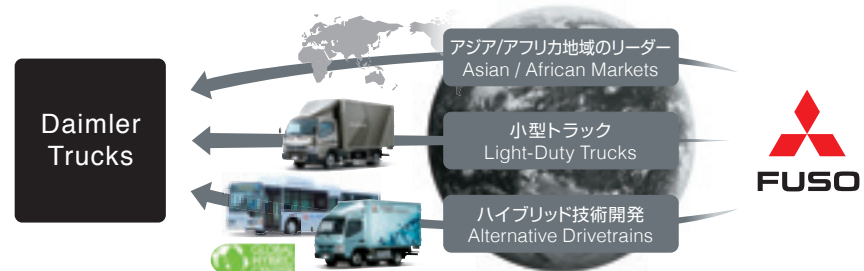 アジア/アフリカ地域のリーダー
Asian / African Markets
Daimler
Trucks
小型トラック
Light-Duty Trucks
FUSO
ハイブリッド技術開発
Alternative Drivetrains
GLOBAL
HYBRID